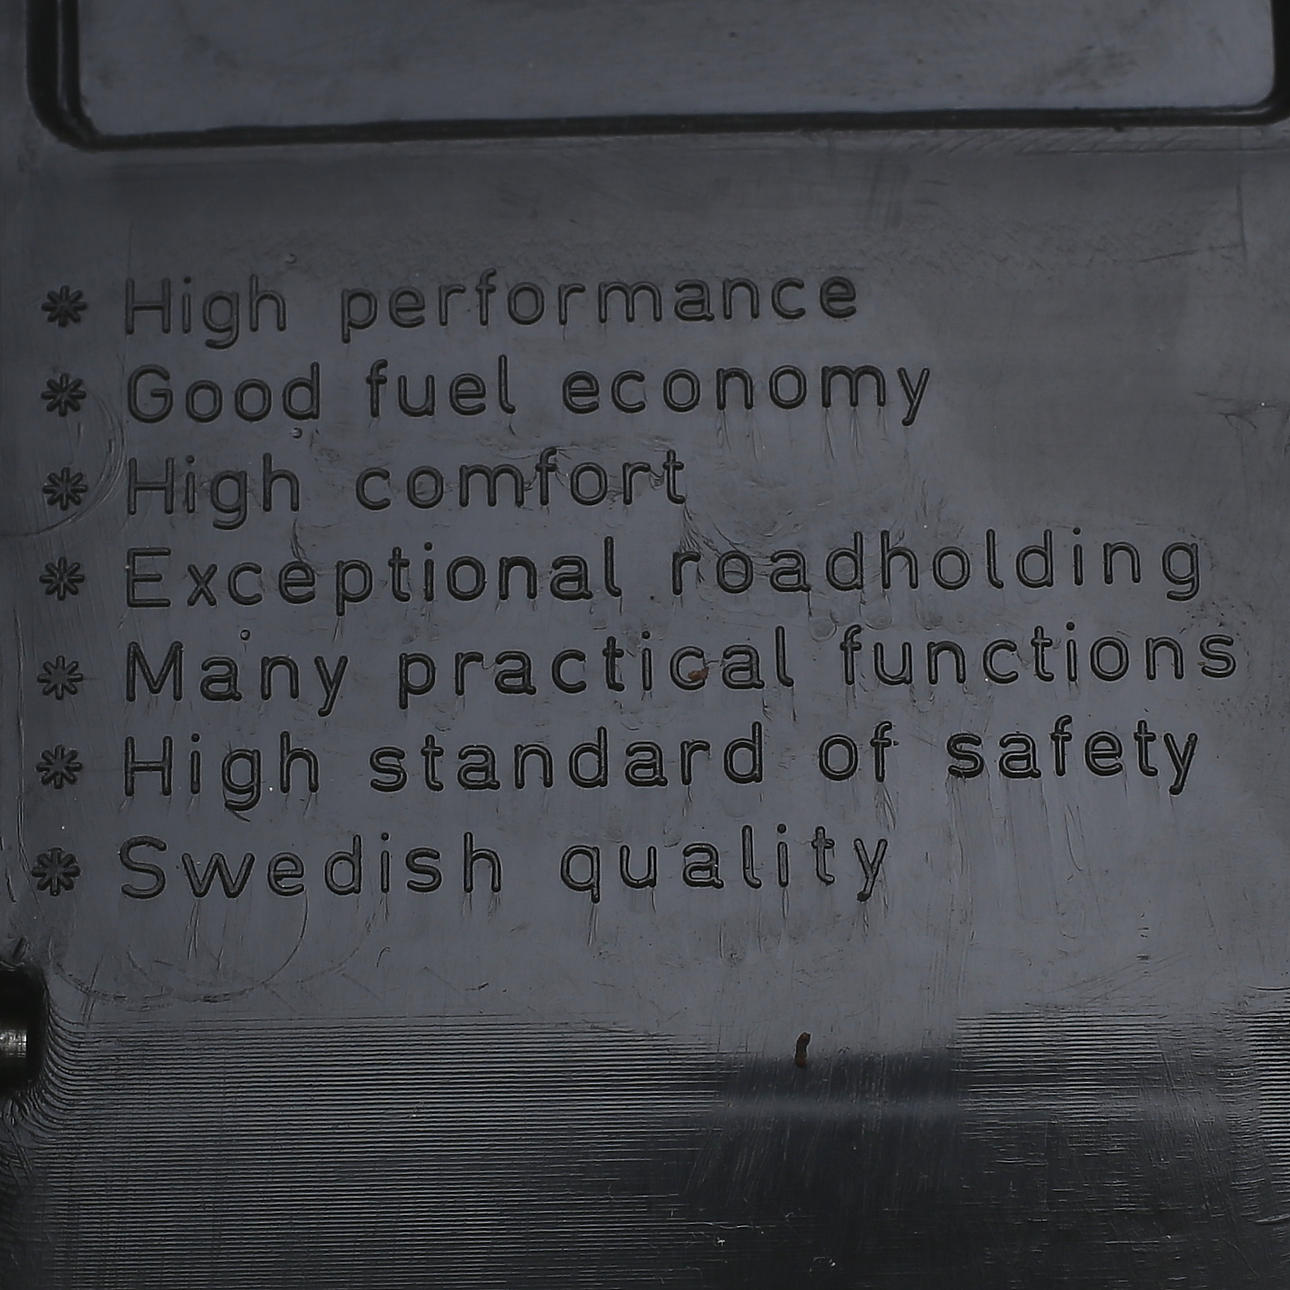 * High performance
* Good fuel economy
* High comfort
* Exceptional roadholding
* Many practical functions
* High standard of safety
* Swedish quality